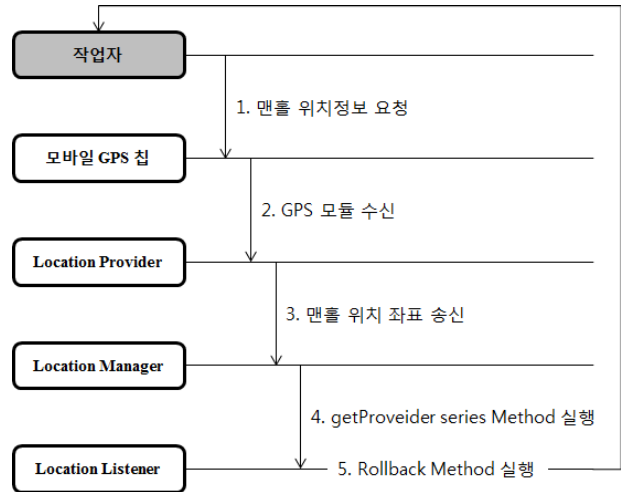 작업자
1. 맨홀 위치정보 요청
모바일 GPS 칩
2. GPS 모듈 수신
Location Provider
3. 맨홀 위치 좌표 송신
Location Manager
4. getProveider series Method 실행
Location Listener
5. Rollback Method 실행